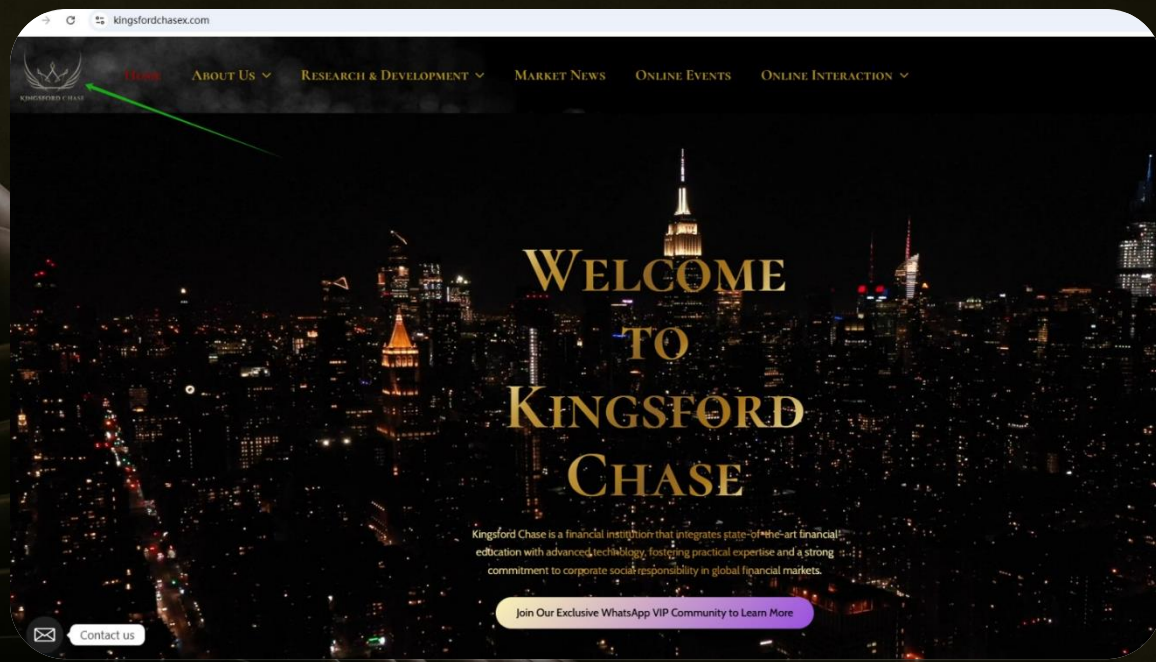 kingsfordchasex.com
KINGSFORD CHASE
Home
About Us
Research & Development
Market News
Online Events
Online Interaction
Welcome
to
Kingsford
Chase
Kingsford Chase is a financial institution that integrates state-of-the-art financial
education with advanced technology, fostering practical expertise and a strong
commitment to corporate social responsibility in global financial markets.
Join Our Exclusive WhatsApp VIP Community to Learn More
Contact us